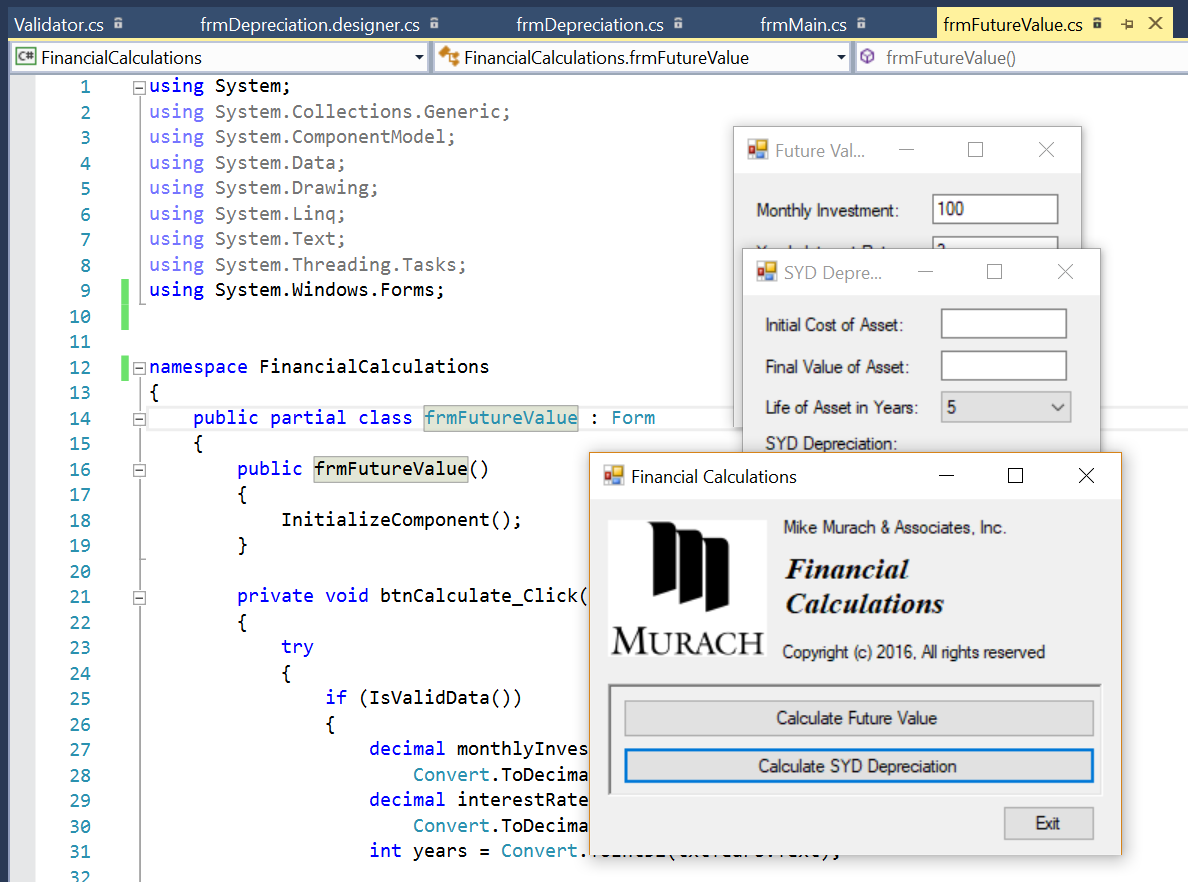 Validator.cs frmDepreciation.designer.cs frmDepreciation.cs frmMain.cs frmFutureValue.cs
C# FinancialCalculations FinancialCalculations.frmFutureValue frmFutureValue()
1 using System;
2 using System.Collections.Generic;
3 using System.ComponentModel;
4 using System.Data;
5 using System.Drawing;
6 using System.Linq;
7 using System.Text;
8 using System.Threading.Tasks;
9 using System.Windows.Forms;
10
11
12 namespace FinancialCalculations
13 {
14 public partial class frmFutureValue : Form
15 {
16 public frmFutureValue()
17 {
18 InitializeComponent();
19 }
20
21 private void btnCalculate_Click(
22 {
23 try
24 {
25 if (IsValidData())
26 {
27 decimal monthlyInves
28 Convert.ToDecima
29 decimal interestRate
30 Convert.ToDecima
31 int years = Convert.
32
Future Val...
Monthly Investment: 100
SYD Depre...
Initial Cost of Asset:
Final Value of Asset:
Life of Asset in Years: 5
SYD Depreciation:
Financial Calculations
MURACH
Mike Murach & Associates, Inc.
Financial
Calculations
Copyright (c) 2016, All rights reserved
Calculate Future Value
Calculate SYD Depreciation
Exit